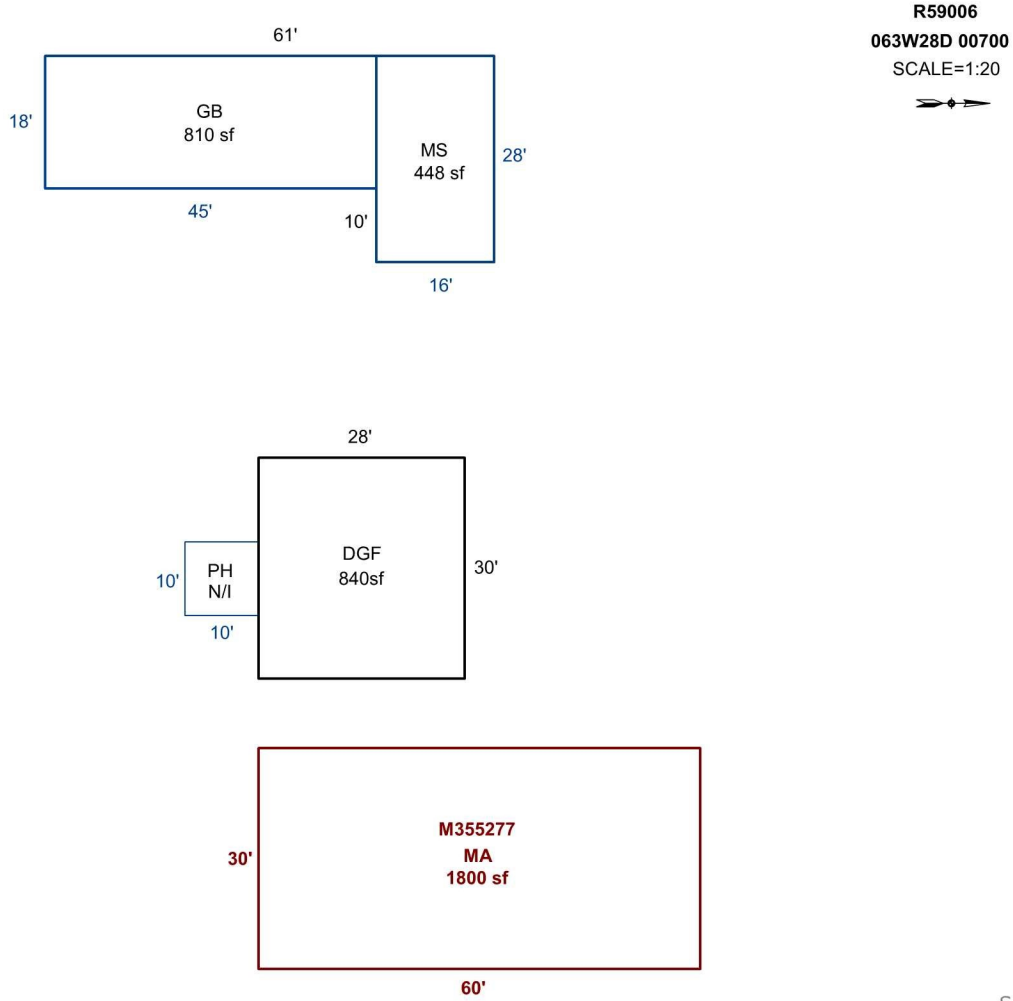 R59006
063W28D 00700
SCALE=1:20
61'
18'
GB
810 sf
MS
448 sf
28'
45'
10'
16'
28'
DGF
840sf
30'
10'
PH
N/I
10'
M355277
MA
1800 sf
30'
60'